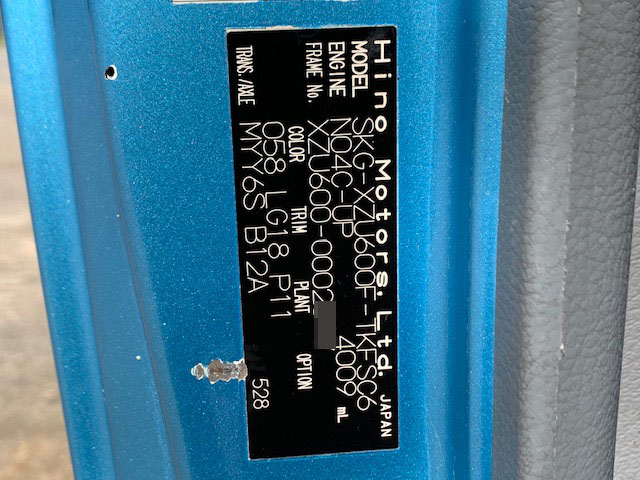 Hino Motors, Ltd. JAPAN
MODEL SKG-XZU600F-TKFSC6
ENGINE N04C-UP 4009 mL
FRAME No. XZU600-0002
COLOR TRIM PLANT OPTION
058 LG18 P11
TRANS./AXLE MYY6S B12A 528